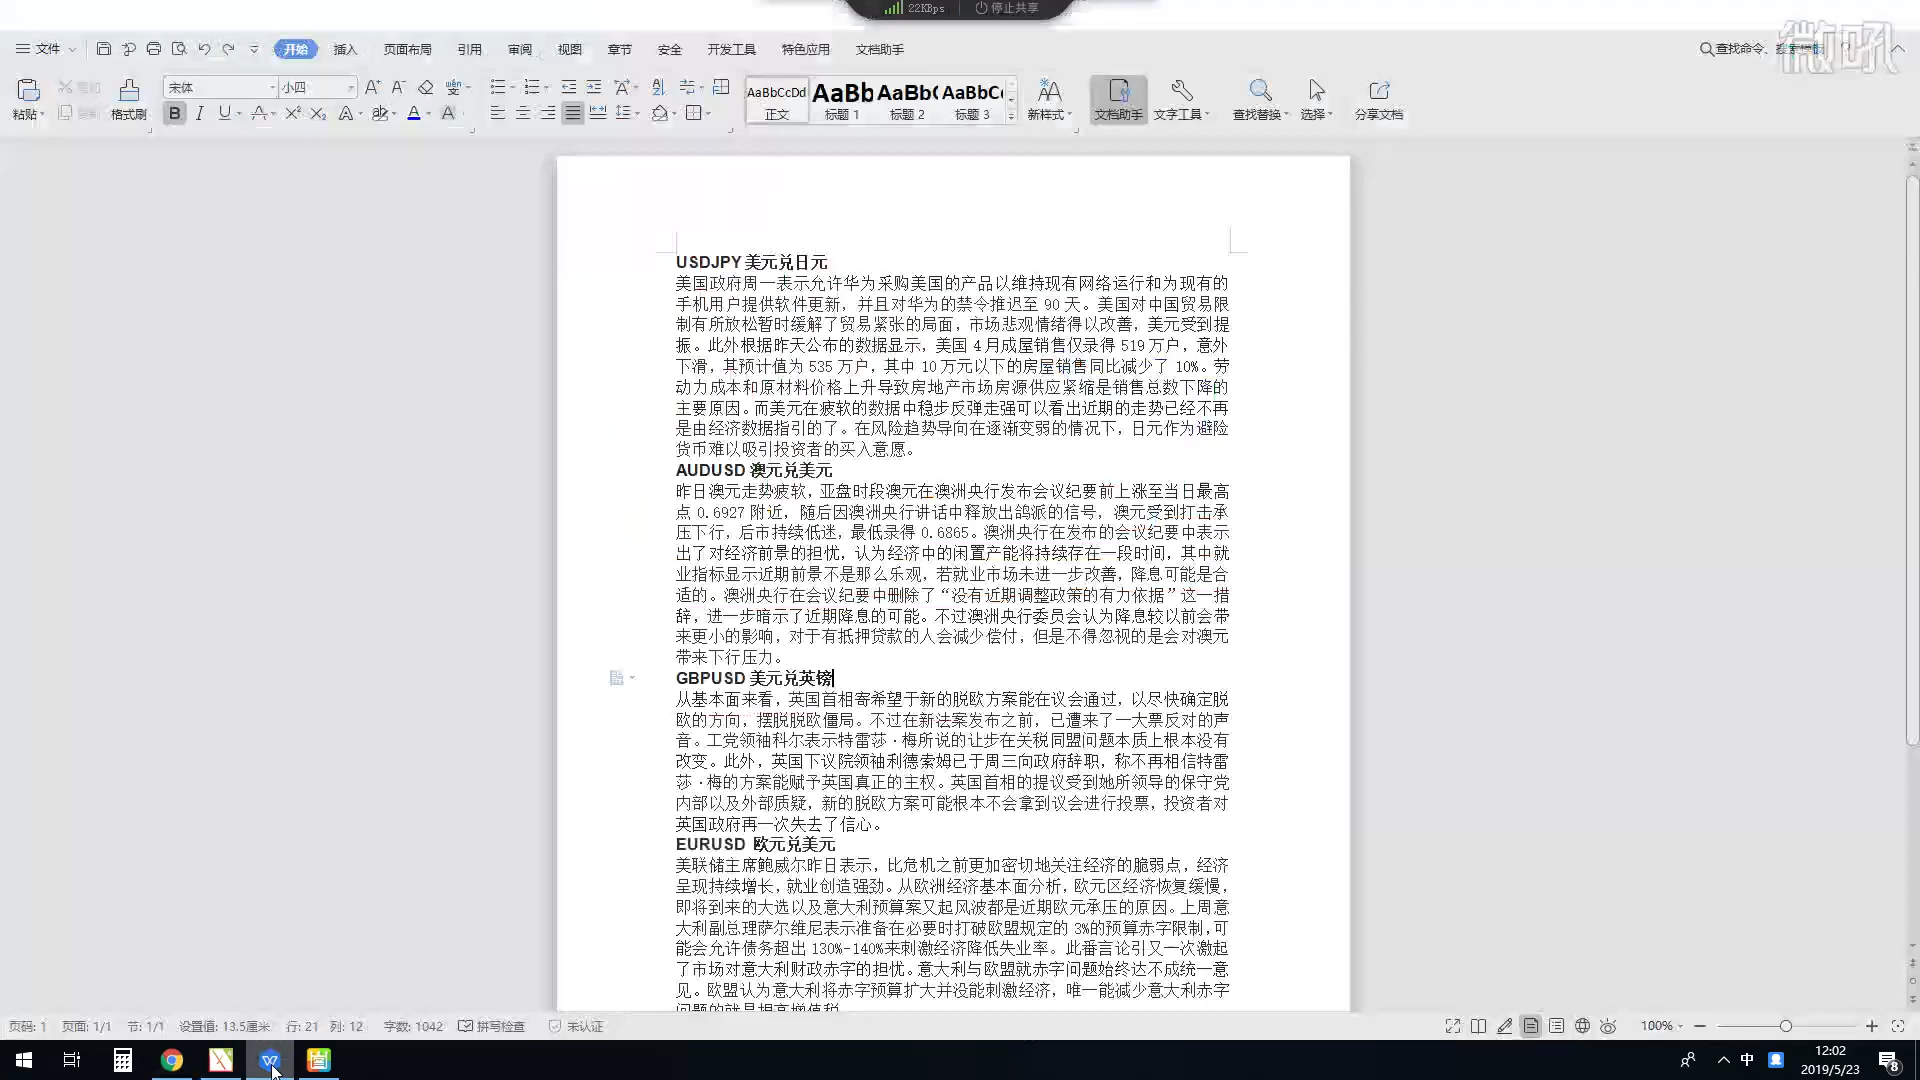 22KBps 停止共享
微吼
文件 开始 插入 页面布局 引用 审阅 视图 章节 安全 开发工具 特色应用 文档助手 查找命令、
粘贴 格式刷 宋体 小四 AaBbCcDd AaBb AaBb( AaBbC(
正文 标题 1 标题 2 标题 3 新样式 文档助手 文字工具 查找替换 选择 分享文档
USDJPY 美元兑日元
美国政府周一表示允许华为采购美国的产品以维持现有网络运行和为现有的
手机用户提供软件更新，并且对华为的禁令推迟至 90 天。美国对中国贸易限
制有所放松暂时缓解了贸易紧张的局面，市场悲观情绪得以改善，美元受到提
振。此外根据昨天公布的数据显示，美国 4 月成屋销售仅录得 519 万户，意外
下滑，其预计值为 535 万户，其中 10 万元以下的房屋销售同比减少了 10%。劳
动力成本和原材料价格上升导致房地产市场房源供应紧缩是销售总数下降的
主要原因。而美元在疲软的数据中稳步反弹走强可以看出近期的走势已经不再
是由经济数据指引的了。在风险趋势导向在逐渐变弱的情况下，日元作为避险
货币难以吸引投资者的买入意愿。
AUDUSD 澳元兑美元
昨日澳元走势疲软，亚盘时段澳元在澳洲央行发布会议纪要前上涨至当日最高
点 0.6927 附近，随后因澳洲央行讲话中释放出鸽派的信号，澳元受到打击承
压下行，后市持续低迷，最低录得 0.6865。澳洲央行在发布的会议纪要中表示
出了对经济前景的担忧，认为经济中的闲置产能将持续存在一段时间，其中就
业指标显示近期前景不是那么乐观，若就业市场未进一步改善，降息可能是合
适的。澳洲央行在会议纪要中删除了“没有近期调整政策的有力依据”这一措
辞，进一步暗示了近期降息的可能。不过澳洲央行委员会认为降息较以前会带
来更小的影响，对于有抵押贷款的人会减少偿付，但是不得忽视的是会对澳元
带来下行压力。
GBPUSD 美元兑英镑
从基本面来看，英国首相寄希望于新的脱欧方案能在议会通过，以尽快确定脱
欧的方向，摆脱脱欧僵局。不过在新法案发布之前，已遭来了一大票反对的声
音。工党领袖科尔表示特雷莎·梅所说的让步在关税同盟问题本质上根本没有
改变。此外，英国下议院领袖利德索姆已于周三向政府辞职，称不再相信特雷
莎·梅的方案能赋予英国真正的主权。英国首相的提议受到她所领导的保守党
内部以及外部质疑，新的脱欧方案可能根本不会拿到议会进行投票，投资者对
英国政府再一次失去了信心。
EURUSD 欧元兑美元
美联储主席鲍威尔昨日表示，比危机之前更加密切地关注经济的脆弱点，经济
呈现持续增长，就业创造强劲。从欧洲经济基本面分析，欧元区经济恢复缓慢，
即将到来的大选以及意大利预算案又起风波都是近期欧元承压的原因。上周意
大利副总理萨尔维尼表示准备在必要时打破欧盟规定的 3%的预算赤字限制，可
能会允许债务超出 130%-140%来刺激经济降低失业率。此番言论引又一次激起
了市场对意大利财政赤字的担忧。意大利与欧盟就赤字问题始终达不成统一意
见。欧盟认为意大利将赤字预算扩大并没能刺激经济，唯一能减少意大利赤字
问题的就是提高增值税
页码: 1 页面: 1/1 节: 1/1 设置值: 13.5厘米 行: 21 列: 12 字数: 1042 拼写检查 未认证 100%
中 12:02
2019/5/23 8